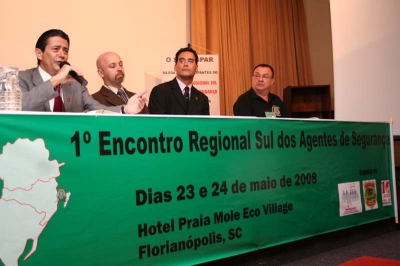 1º Encontro Regional Sul dos Agentes de Segurança
Dias 23 e 24 de maio de 2008
Hotel Praia Mole Eco Village
Florianópolis, SC